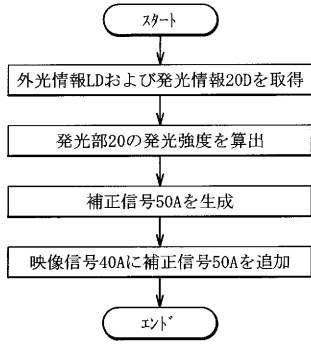 ｽﾀｰﾄ
外光情報LDおよび発光情報20Dを取得
発光部20の発光強度を算出
補正信号50Aを生成
映像信号40Aに補正信号50Aを追加
ｴﾝﾄﾞ